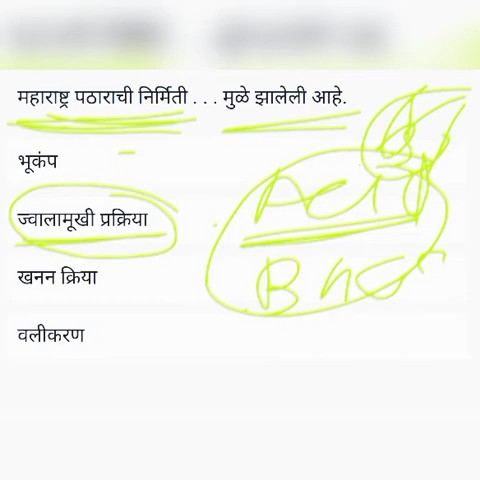 महाराष्ट्र पठाराची निर्मिती . . . मुळे झालेली आहे.
भूकंप
ज्वालामूखी प्रक्रिया
खनन क्रिया
वलीकरण